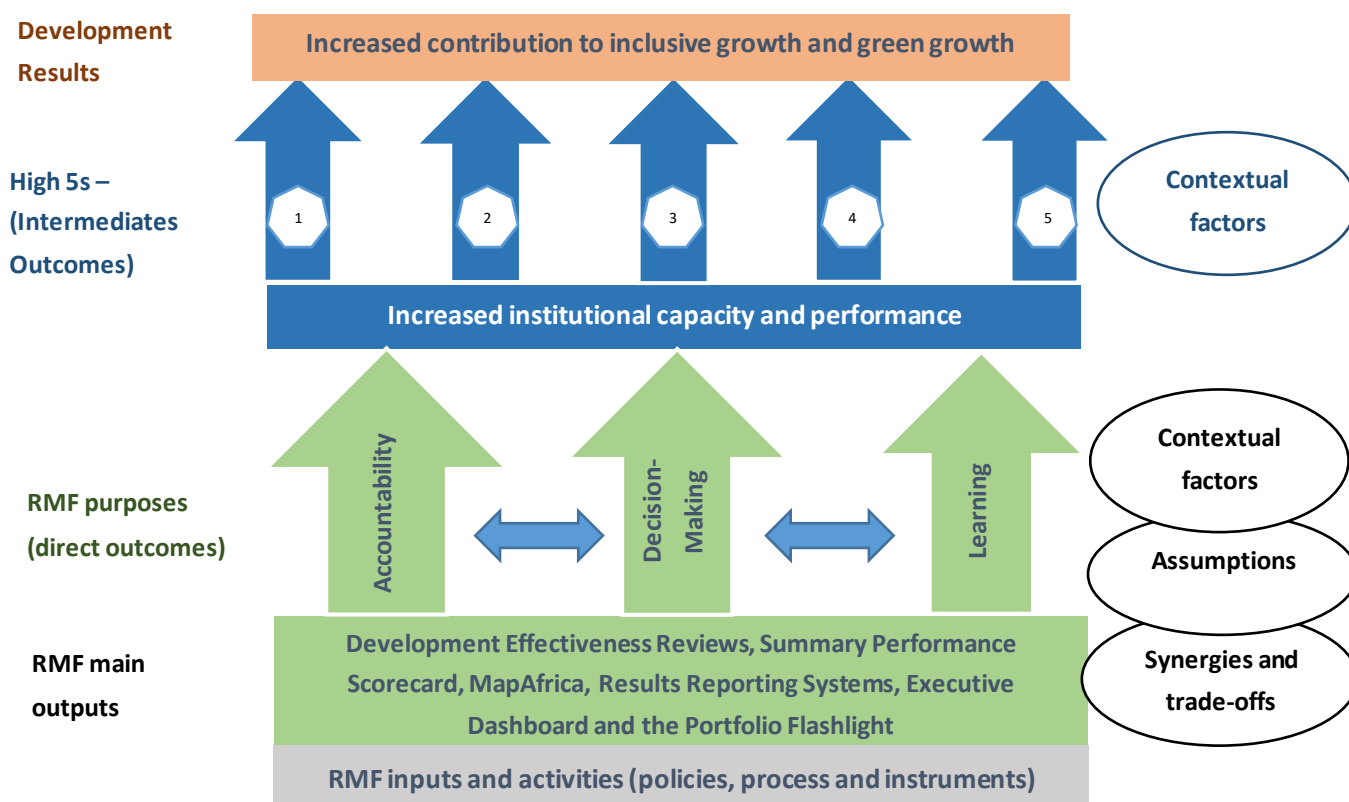 Development
Results
Increased contribution to inclusive growth and green growth
High 5s –
(Intermediates
Outcomes)
1
2
3
4
5
Contextual
factors
Increased institutional capacity and performance
RMF purposes
(direct outcomes)
Accountability
Decision-
Making
Learning
Contextual
factors
Assumptions
RMF main
outputs
Development Effectiveness Reviews, Summary Performance
Scorecard, MapAfrica, Results Reporting Systems, Executive
Dashboard and the Portfolio Flashlight
Synergies and
trade-offs
RMF inputs and activities (policies, process and instruments)